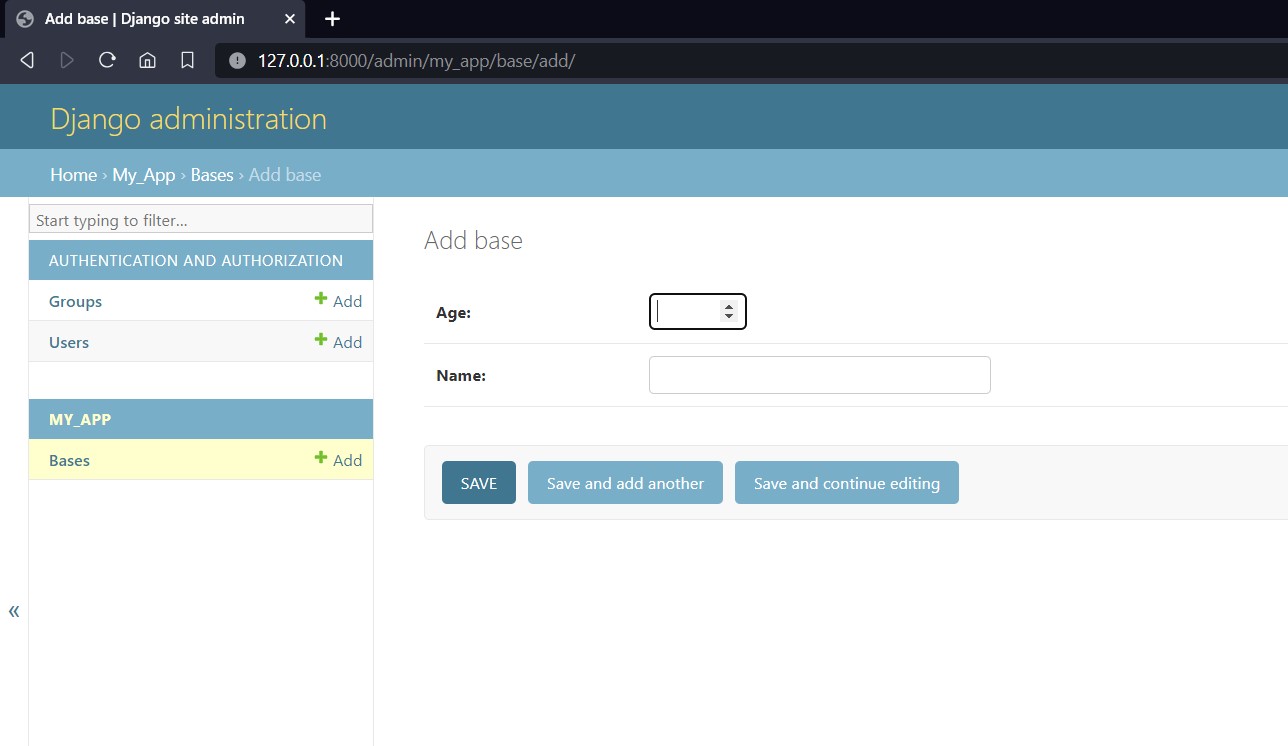 Add base | Django site admin
127.0.0.1:8000/admin/my_app/base/add/
Django administration
Home › My_App › Bases › Add base
Start typing to filter...
AUTHENTICATION AND AUTHORIZATION
Groups + Add
Users + Add
MY_APP
Bases + Add
«
Add base
Age:
Name:
SAVE Save and add another Save and continue editing